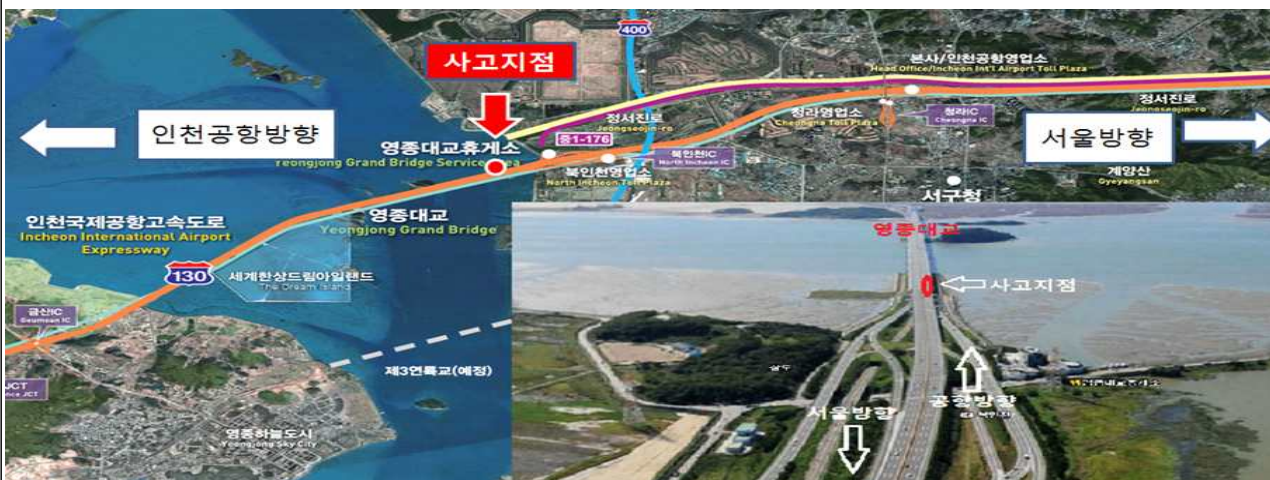 400
사고지점
본사/인천공항영업소
Head Office/Incheon Int'l Airport Toll Plaza
인천공항방향
정서진로
Jeongseojin-ro
청라영업소
Cheongna Toll Plaza
청라IC
Cheongna IC
정서진로
Jeongseojin-ro
서울방향
영종대교휴게소
Yeongjong Grand Bridge Service Area
중1-176
북인천IC
North Incheon IC
북인천영업소
North Incheon Toll Plaza
계양산
Gyeyangsan
서구청
인천국제공항고속도로
Incheon International Airport
Expressway
영종대교
Yeongjong Grand Bridge
130
세계한상드림아일랜드
The Dream Island
금산IC
Geumsan IC
제3연륙교(예정)
JCT
JCT
영종하늘도시
Yeongjong Sky City
영종대교
사고지점
서울방향
공항방향